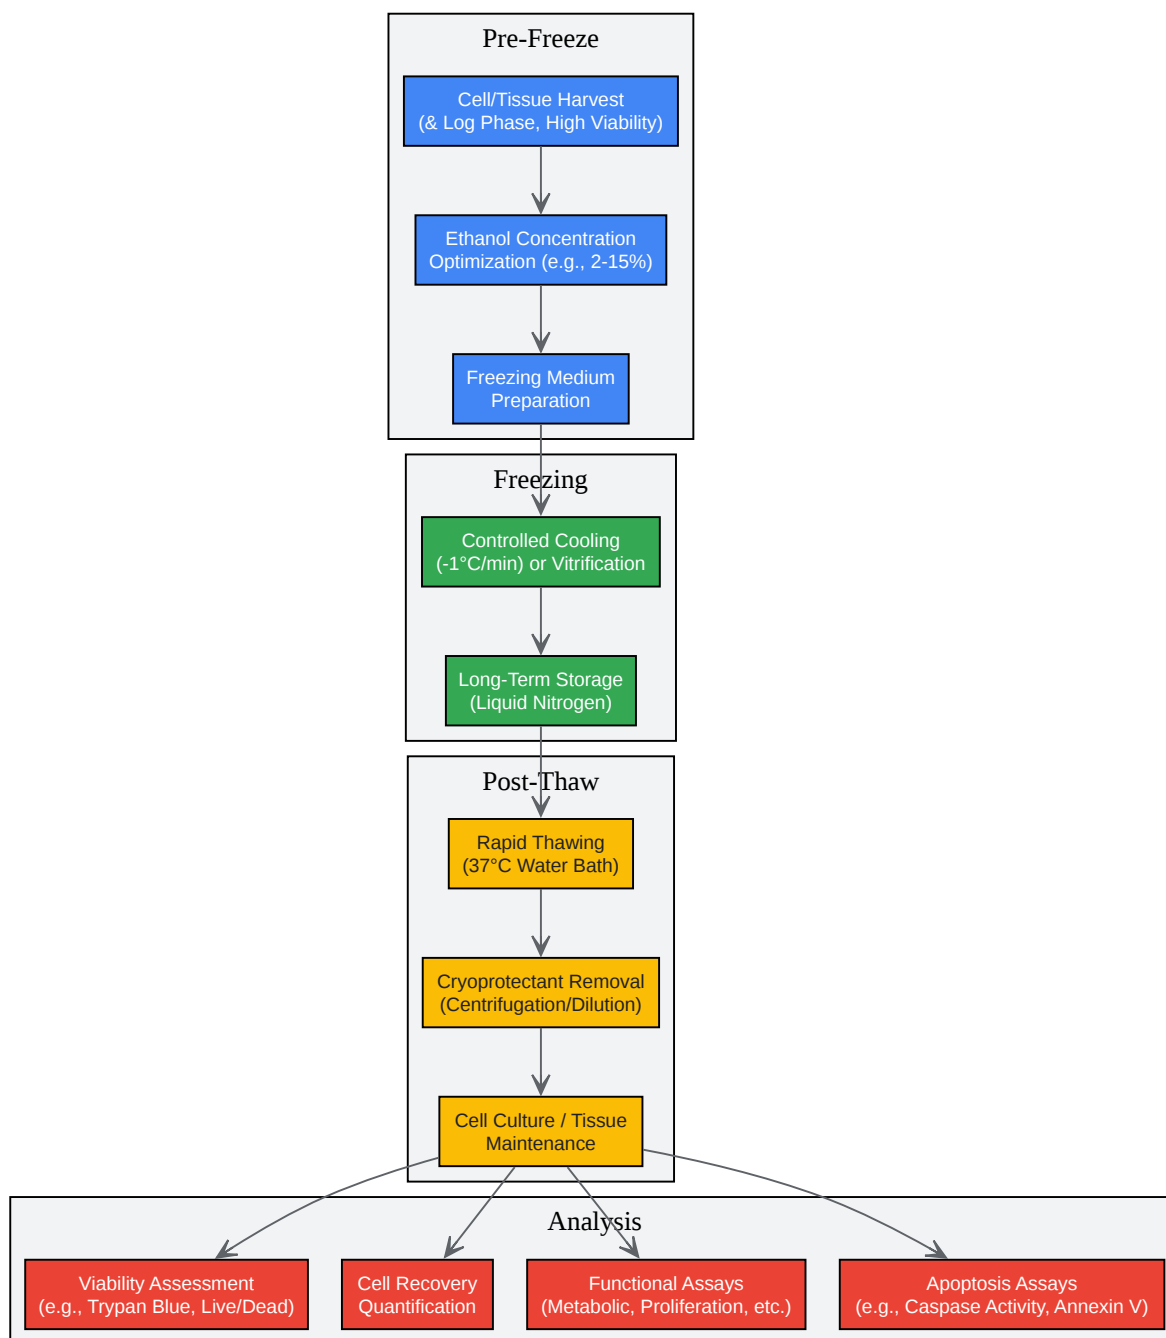 Pre-Freeze
Cell/Tissue Harvest
(& Log Phase, High Viability)
Ethanol Concentration
Optimization (e.g., 2-15%)
Freezing Medium
Preparation
Freezing
Controlled Cooling
(-1°C/min) or Vitrification
Long-Term Storage
(Liquid Nitrogen)
Post-Thaw
Rapid Thawing
(37°C Water Bath)
Cryoprotectant Removal
(Centrifugation/Dilution)
Cell Culture / Tissue
Maintenance
Analysis
Viability Assessment
(e.g., Trypan Blue, Live/Dead)
Cell Recovery
Quantification
Functional Assays
(Metabolic, Proliferation, etc.)
Apoptosis Assays
(e.g., Caspase Activity, Annexin V)